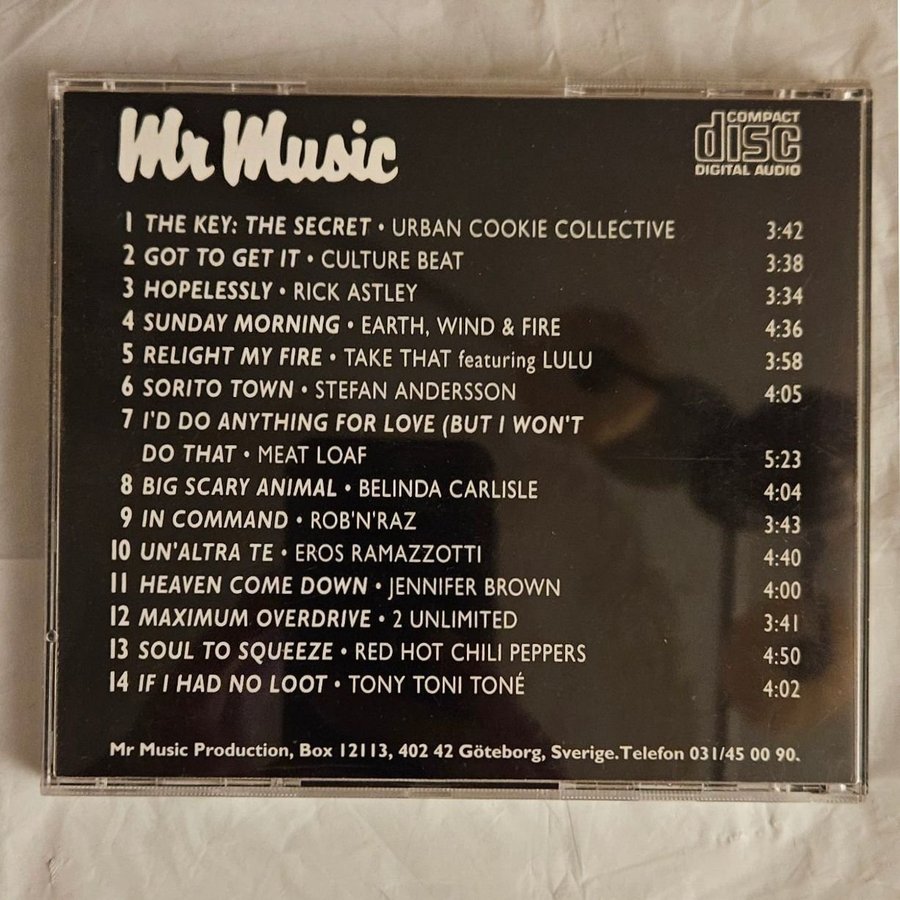 Mr Music
COMPACT
disc
DIGITAL AUDIO
1 THE KEY: THE SECRET • URBAN COOKIE COLLECTIVE 3:42
2 GOT TO GET IT • CULTURE BEAT 3:38
3 HOPELESSLY • RICK ASTLEY 3:34
4 SUNDAY MORNING • EARTH, WIND & FIRE 4:36
5 RELIGHT MY FIRE • TAKE THAT featuring LULU 3:58
6 SORITO TOWN • STEFAN ANDERSSON 4:05
7 I'D DO ANYTHING FOR LOVE (BUT I WON'T
DO THAT • MEAT LOAF 5:23
8 BIG SCARY ANIMAL • BELINDA CARLISLE 4:04
9 IN COMMAND • ROB'N'RAZ 3:43
10 UN'ALTRA TE • EROS RAMAZZOTTI 4:40
11 HEAVEN COME DOWN • JENNIFER BROWN 4:00
12 MAXIMUM OVERDRIVE • 2 UNLIMITED 3:41
13 SOUL TO SQUEEZE • RED HOT CHILI PEPPERS 4:50
14 IF I HAD NO LOOT • TONY TONI TONÉ 4:02
Mr Music Production, Box 12113, 402 42 Göteborg, Sverige.Telefon 031/45 00 90.